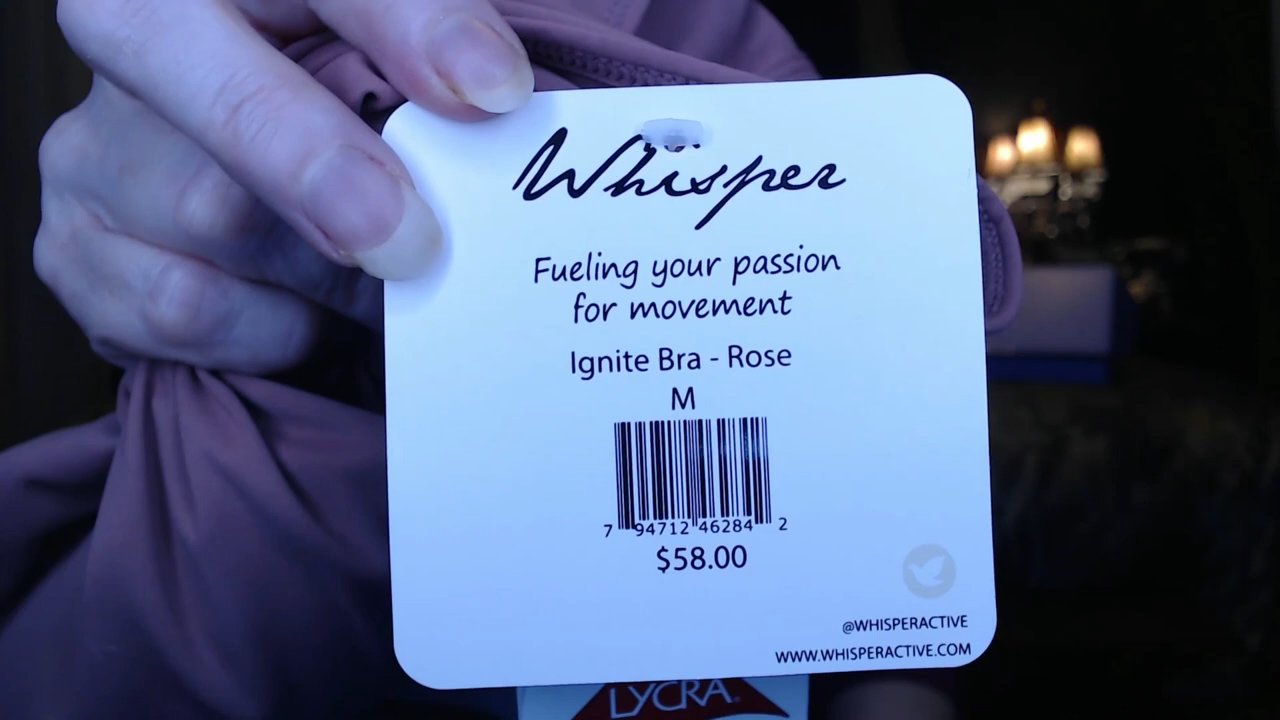 Whisper
Fueling your passion
for movement
Ignite Bra - Rose
M
7 94712 46284 2
$58.00
@WHISPERACTIVE
WWW.WHISPERACTIVE.COM
LYCRA®